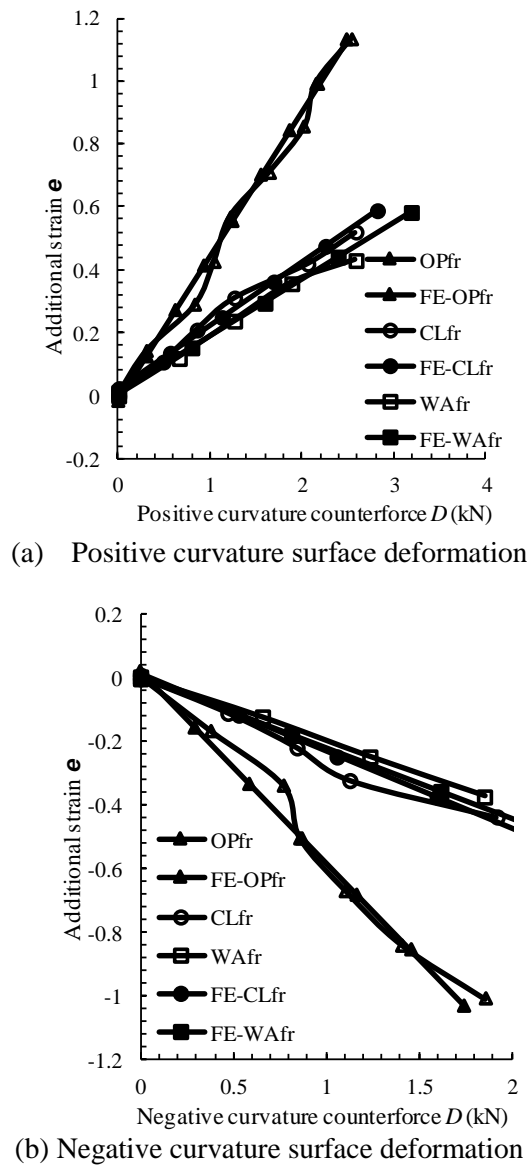 1.2
1
0.8
0.6
0.4
0.2
0
-0.2
Additional strain e
OPfr
FE-OPfr
CLfr
FE-CLfr
WAfr
FE-WAfr
0 1 2 3 4
Positive curvature counterforce D (kN)
(a) Positive curvature surface deformation
0.2
0
-0.2
-0.4
-0.6
-0.8
-1
-1.2
Additional strain e
OPfr
FE-OPfr
CLfr
WAfr
FE-CLfr
FE-WAfr
0 0.5 1 1.5 2
Negative curvature counterforce D (kN)
(b) Negative curvature surface deformation